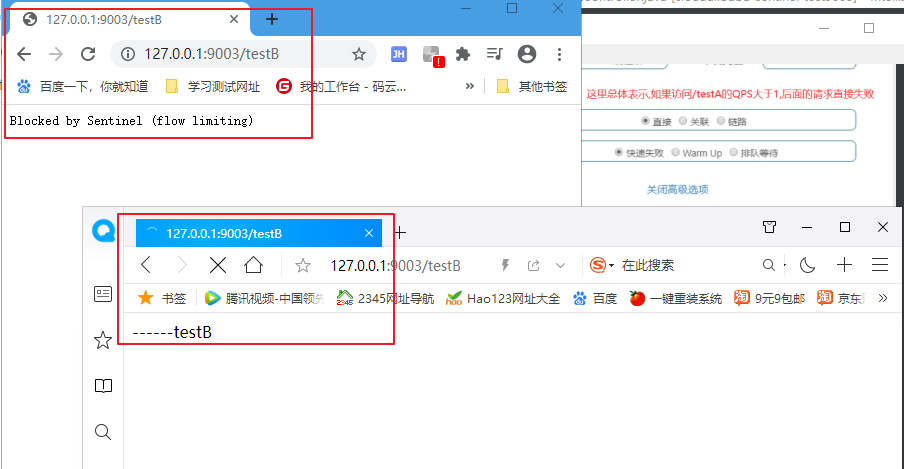 127.0.0.1:9003/testB
127.0.0.1:9003/testB
JH
百度一下,你就知道 学习测试网址 G 我的工作台 - 码云... » 其他书签
Blocked by Sentinel (flow limiting)
这里总体表示,如果访问/testA的QPS大于1,后面的请求直接失败
直接 关联 链路
快速失败 Warm Up 排队等待
关闭高级选项
127.0.0.1:9003/testB
127.0.0.1:9003/testB S 在此搜索
书签 腾讯视频-中国领先 2345网址导航 Hao123网址大全 百度 一键重装系统 淘 9元9包邮 淘 京东 »
------testB